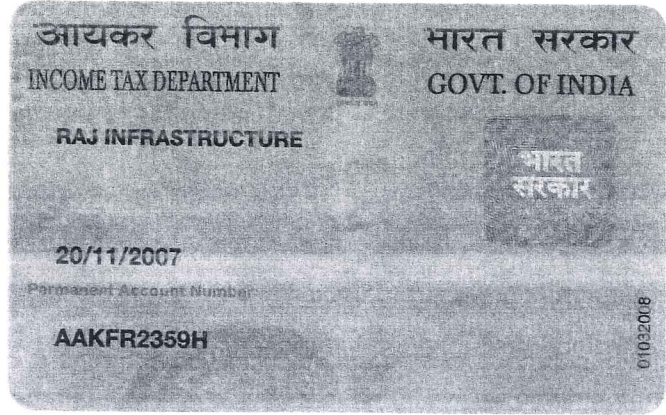 आयकर विभाग
भारत सरकार
INCOME TAX DEPARTMENT
GOVT. OF INDIA
RAJ INFRASTRUCTURE
भारत
सरकार
20/11/2007
Permanent Account Number
AAKFR2359H
01032008